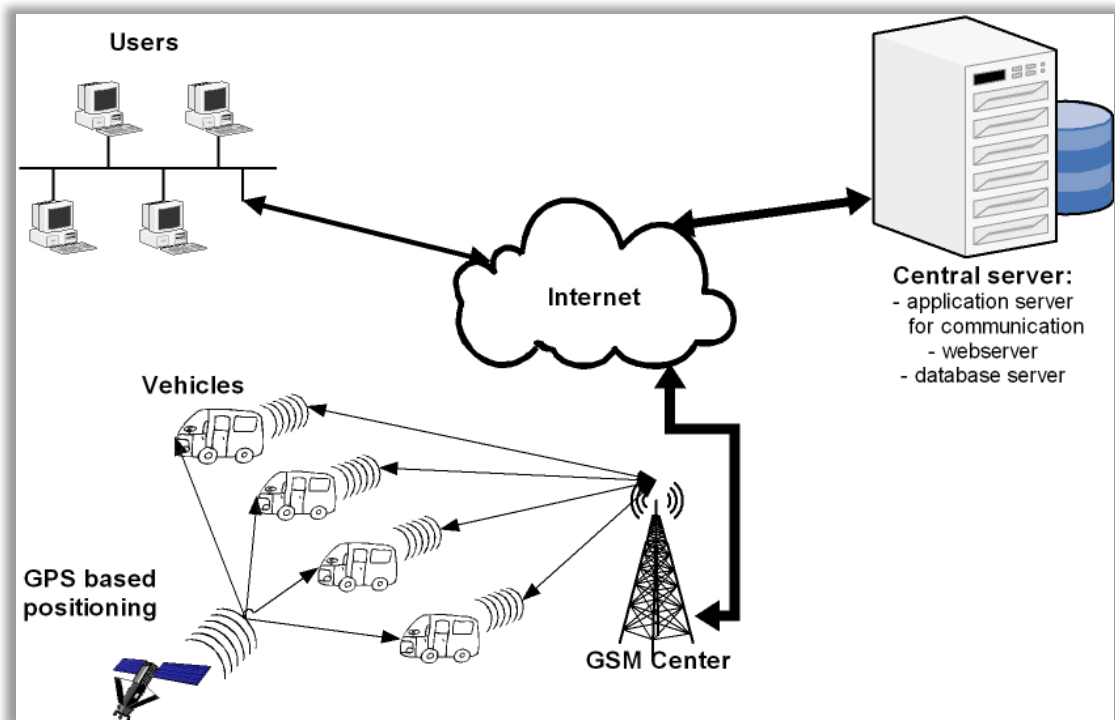 Users
Internet
Central server:
- application server
for communication
- webserver
- database server
Vehicles
GPS based
positioning
GSM Center